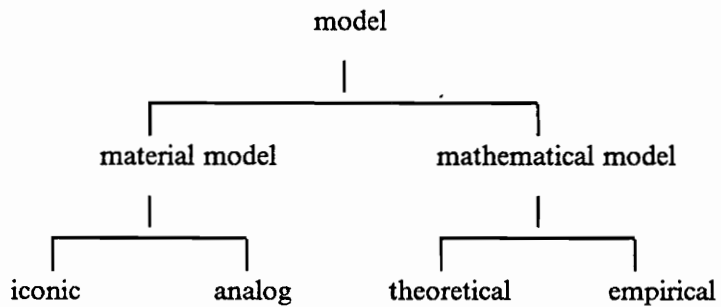 model
material model mathematical model
iconic analog theoretical empirical